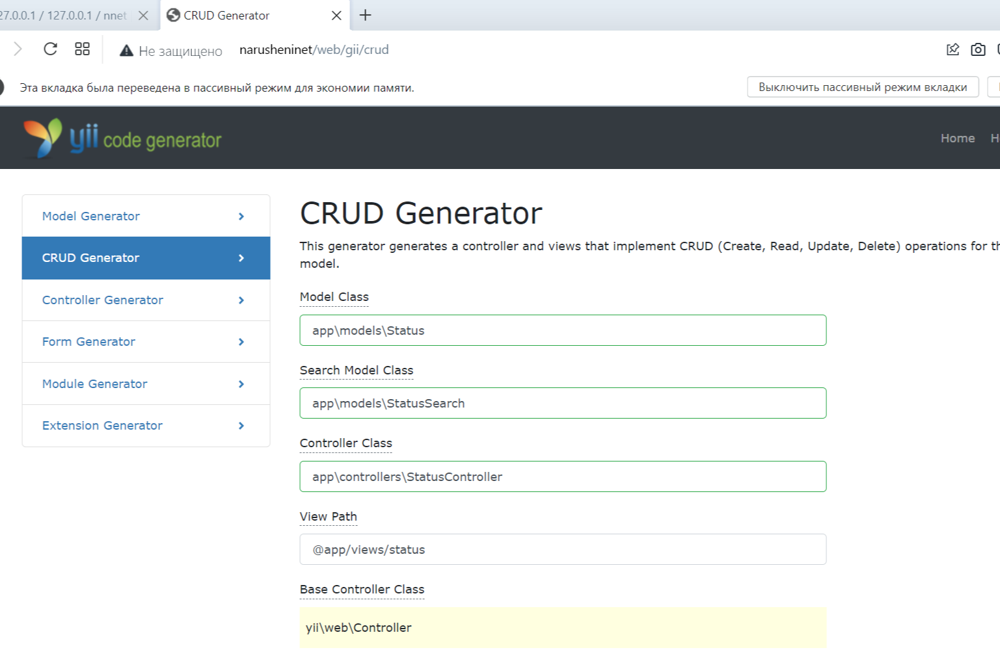 27.0.0.1 / 127.0.0.1 / nnet
CRUD Generator
Не защищено narusheninet/web/gii/crud
Эта вкладка была переведена в пассивный режим для экономии памяти.
Выключить пассивный режим вкладки
yii code generator
Home
Model Generator
CRUD Generator
Controller Generator
Form Generator
Module Generator
Extension Generator
CRUD Generator
This generator generates a controller and views that implement CRUD (Create, Read, Update, Delete) operations for th
model.
Model Class
app\models\Status
Search Model Class
app\models\StatusSearch
Controller Class
app\controllers\StatusController
View Path
@app/views/status
Base Controller Class
yii\web\Controller